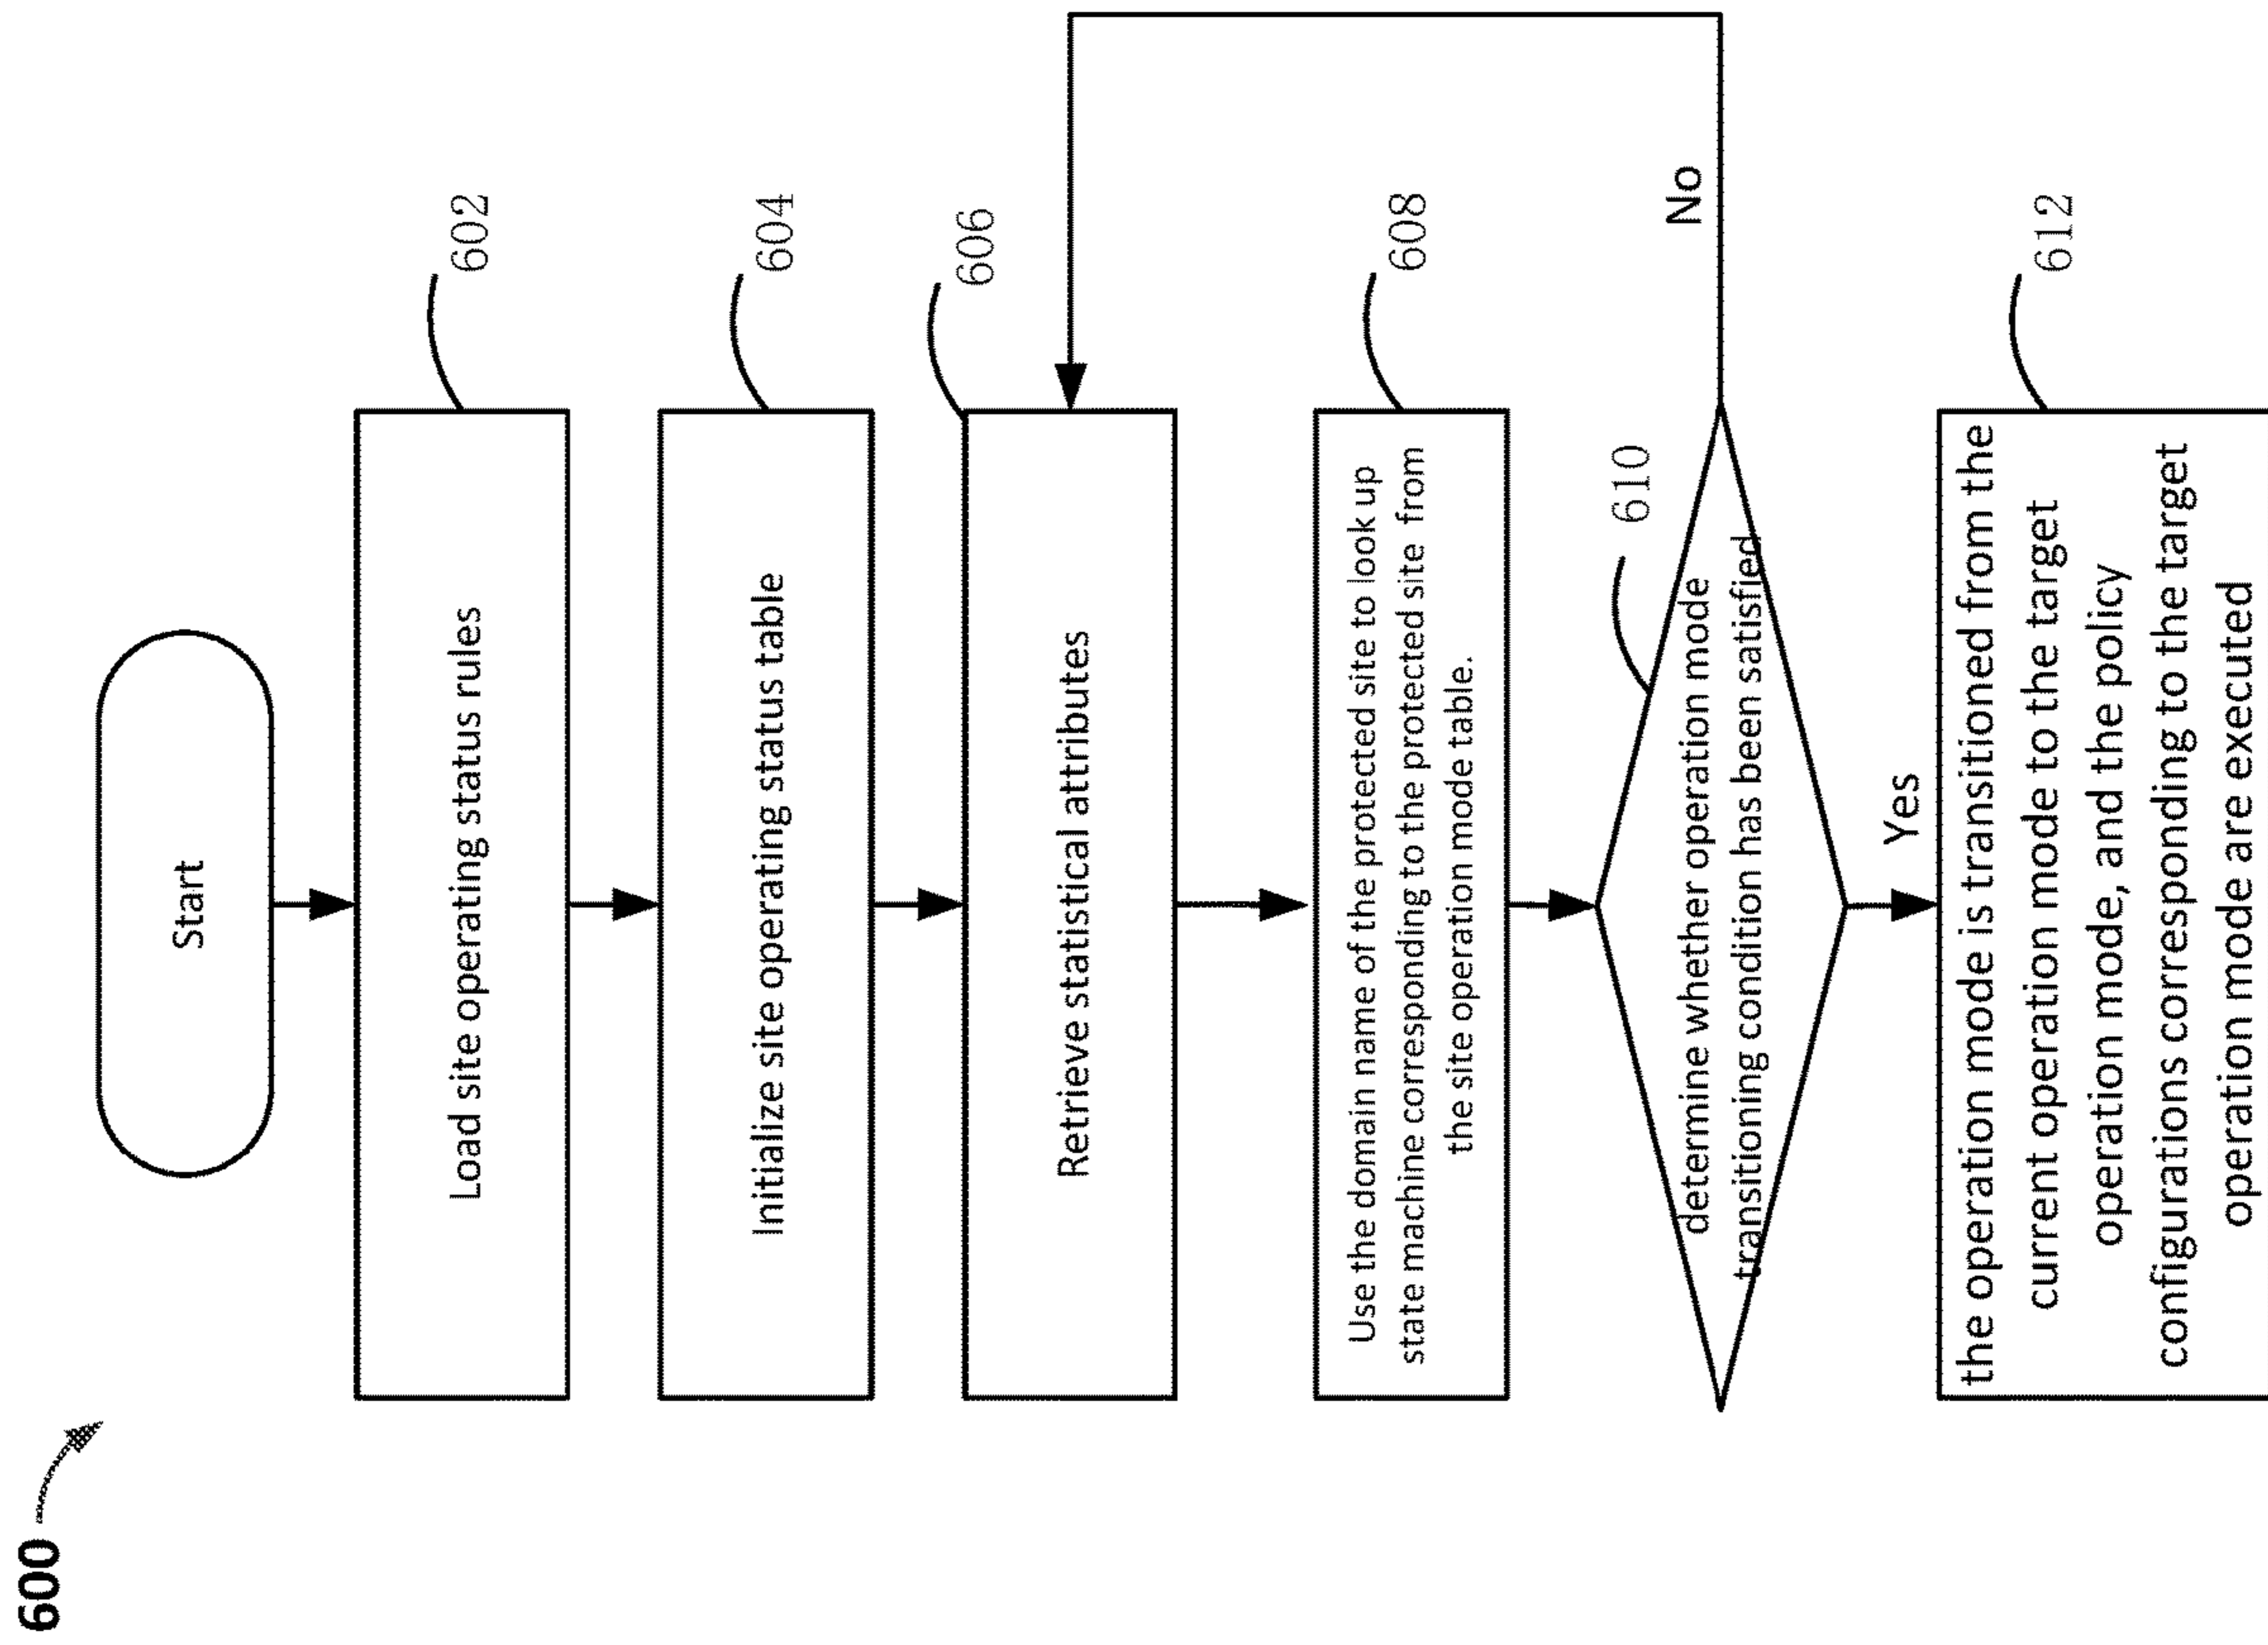 600
Start
Load site operating status rules
602
Initialize site operating status table
604
Retrieve statistical attributes
606
Use the domain name of the protected site to look up
state machine corresponding to the protected site from
the site operation mode table.
608
determine whether operation mode
transitioning condition has been satisfied
610
No
Yes
the operation mode is transitioned from the
current operation mode to the target
operation mode, and the policy
configurations corresponding to the target
operation mode are executed
612